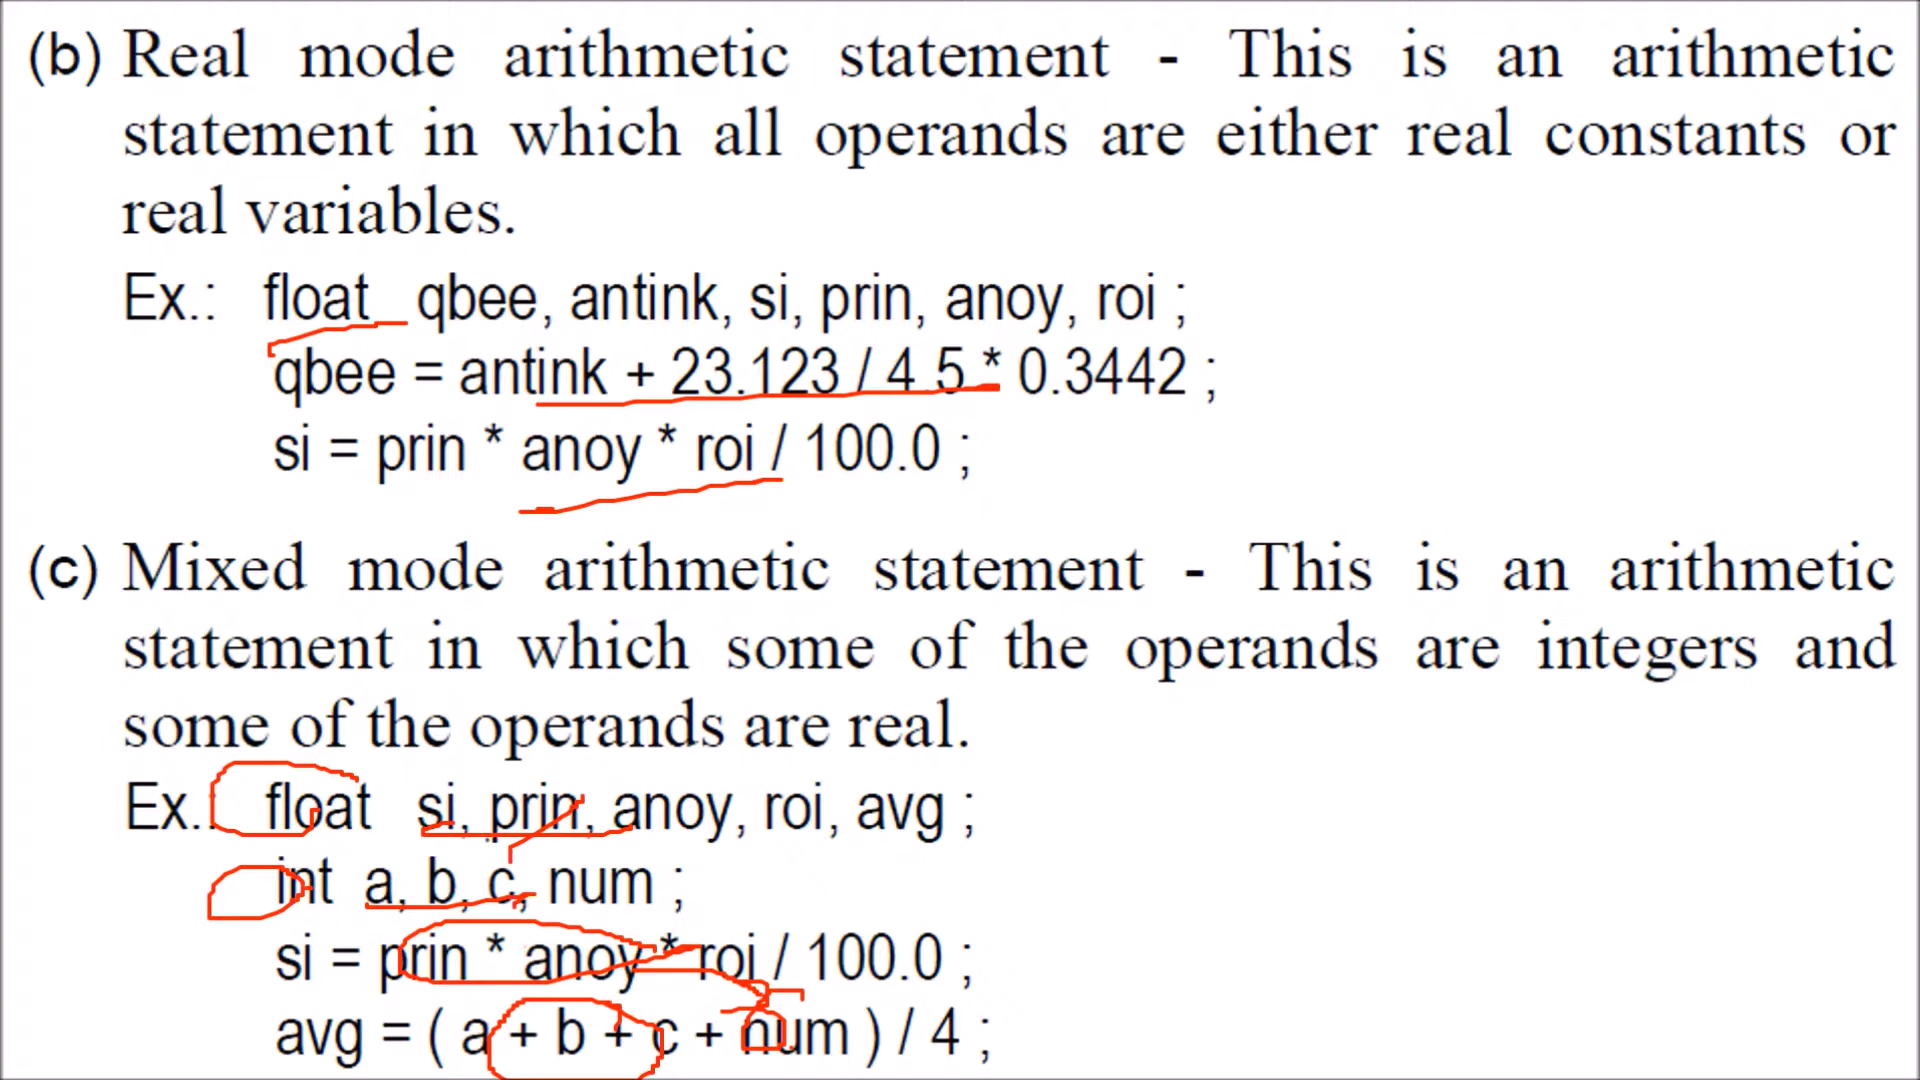 (b) Real mode arithmetic statement - This is an arithmetic
statement in which all operands are either real constants or
real variables.
Ex.: float qbee, antink, si, prin, anoy, roi ;
qbee = antink + 23.123 / 4.5 * 0.3442 ;
si = prin * anoy * roi / 100.0 ;
(c) Mixed mode arithmetic statement - This is an arithmetic
statement in which some of the operands are integers and
some of the operands are real.
Ex.: float si, prin, anoy, roi, avg ;
int a, b, c, num ;
si = prin * anoy * roi / 100.0 ;
avg = ( a + b + c + num ) / 4 ;